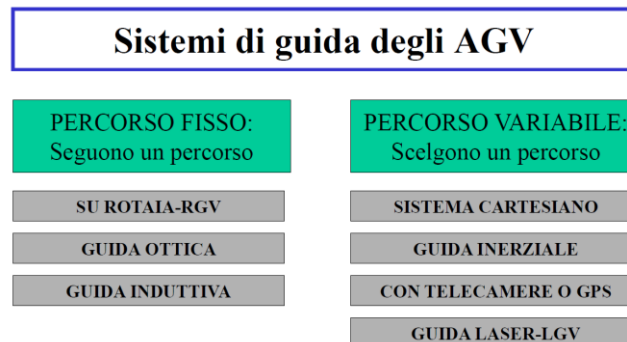 Sistemi di guida degli AGV
PERCORSO FISSO:
Seguono un percorso
SU ROTAIA-RGV
GUIDA OTTICA
GUIDA INDUTTIVA
PERCORSO VARIABILE:
Scelgono un percorso
SISTEMA CARTESIANO
GUIDA INERZIALE
CON TELECAMERE O GPS
GUIDA LASER-LGV